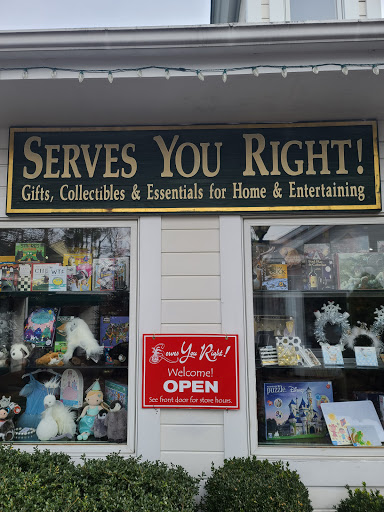 SERVES YOU RIGHT!
Gifts, Collectibles & Essentials for Home & Entertaining
Serves You Right!
Welcome!
OPEN
See front door for store hours.
puzzle Disney